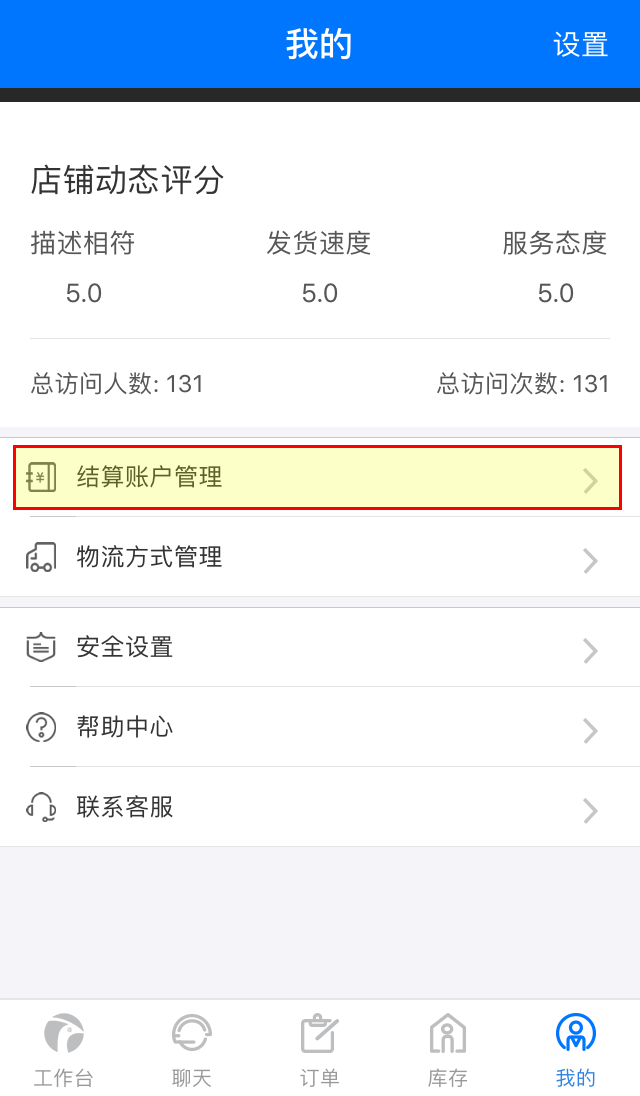 我的 设置
店铺动态评分
描述相符 发货速度 服务态度
5.0 5.0 5.0
总访问人数: 131 总访问次数: 131
¥ 结算账户管理
物流方式管理
安全设置
帮助中心
联系客服
工作台 聊天 订单 库存 我的